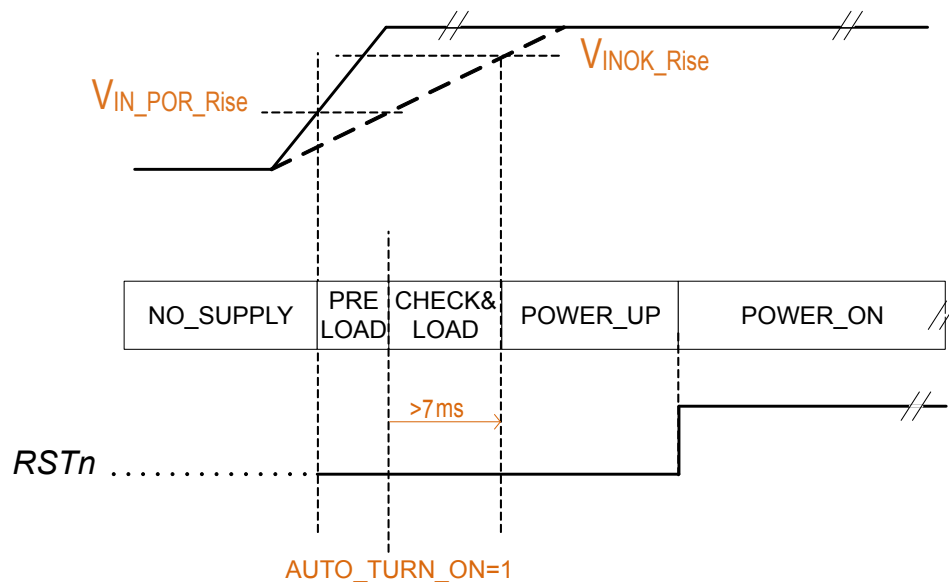 VINOK_Rise
VIN_POR_Rise
NO_SUPPLY
PRE
LOAD
CHECK&
LOAD
POWER_UP
POWER_ON
>7ms
RSTn
AUTO_TURN_ON=1